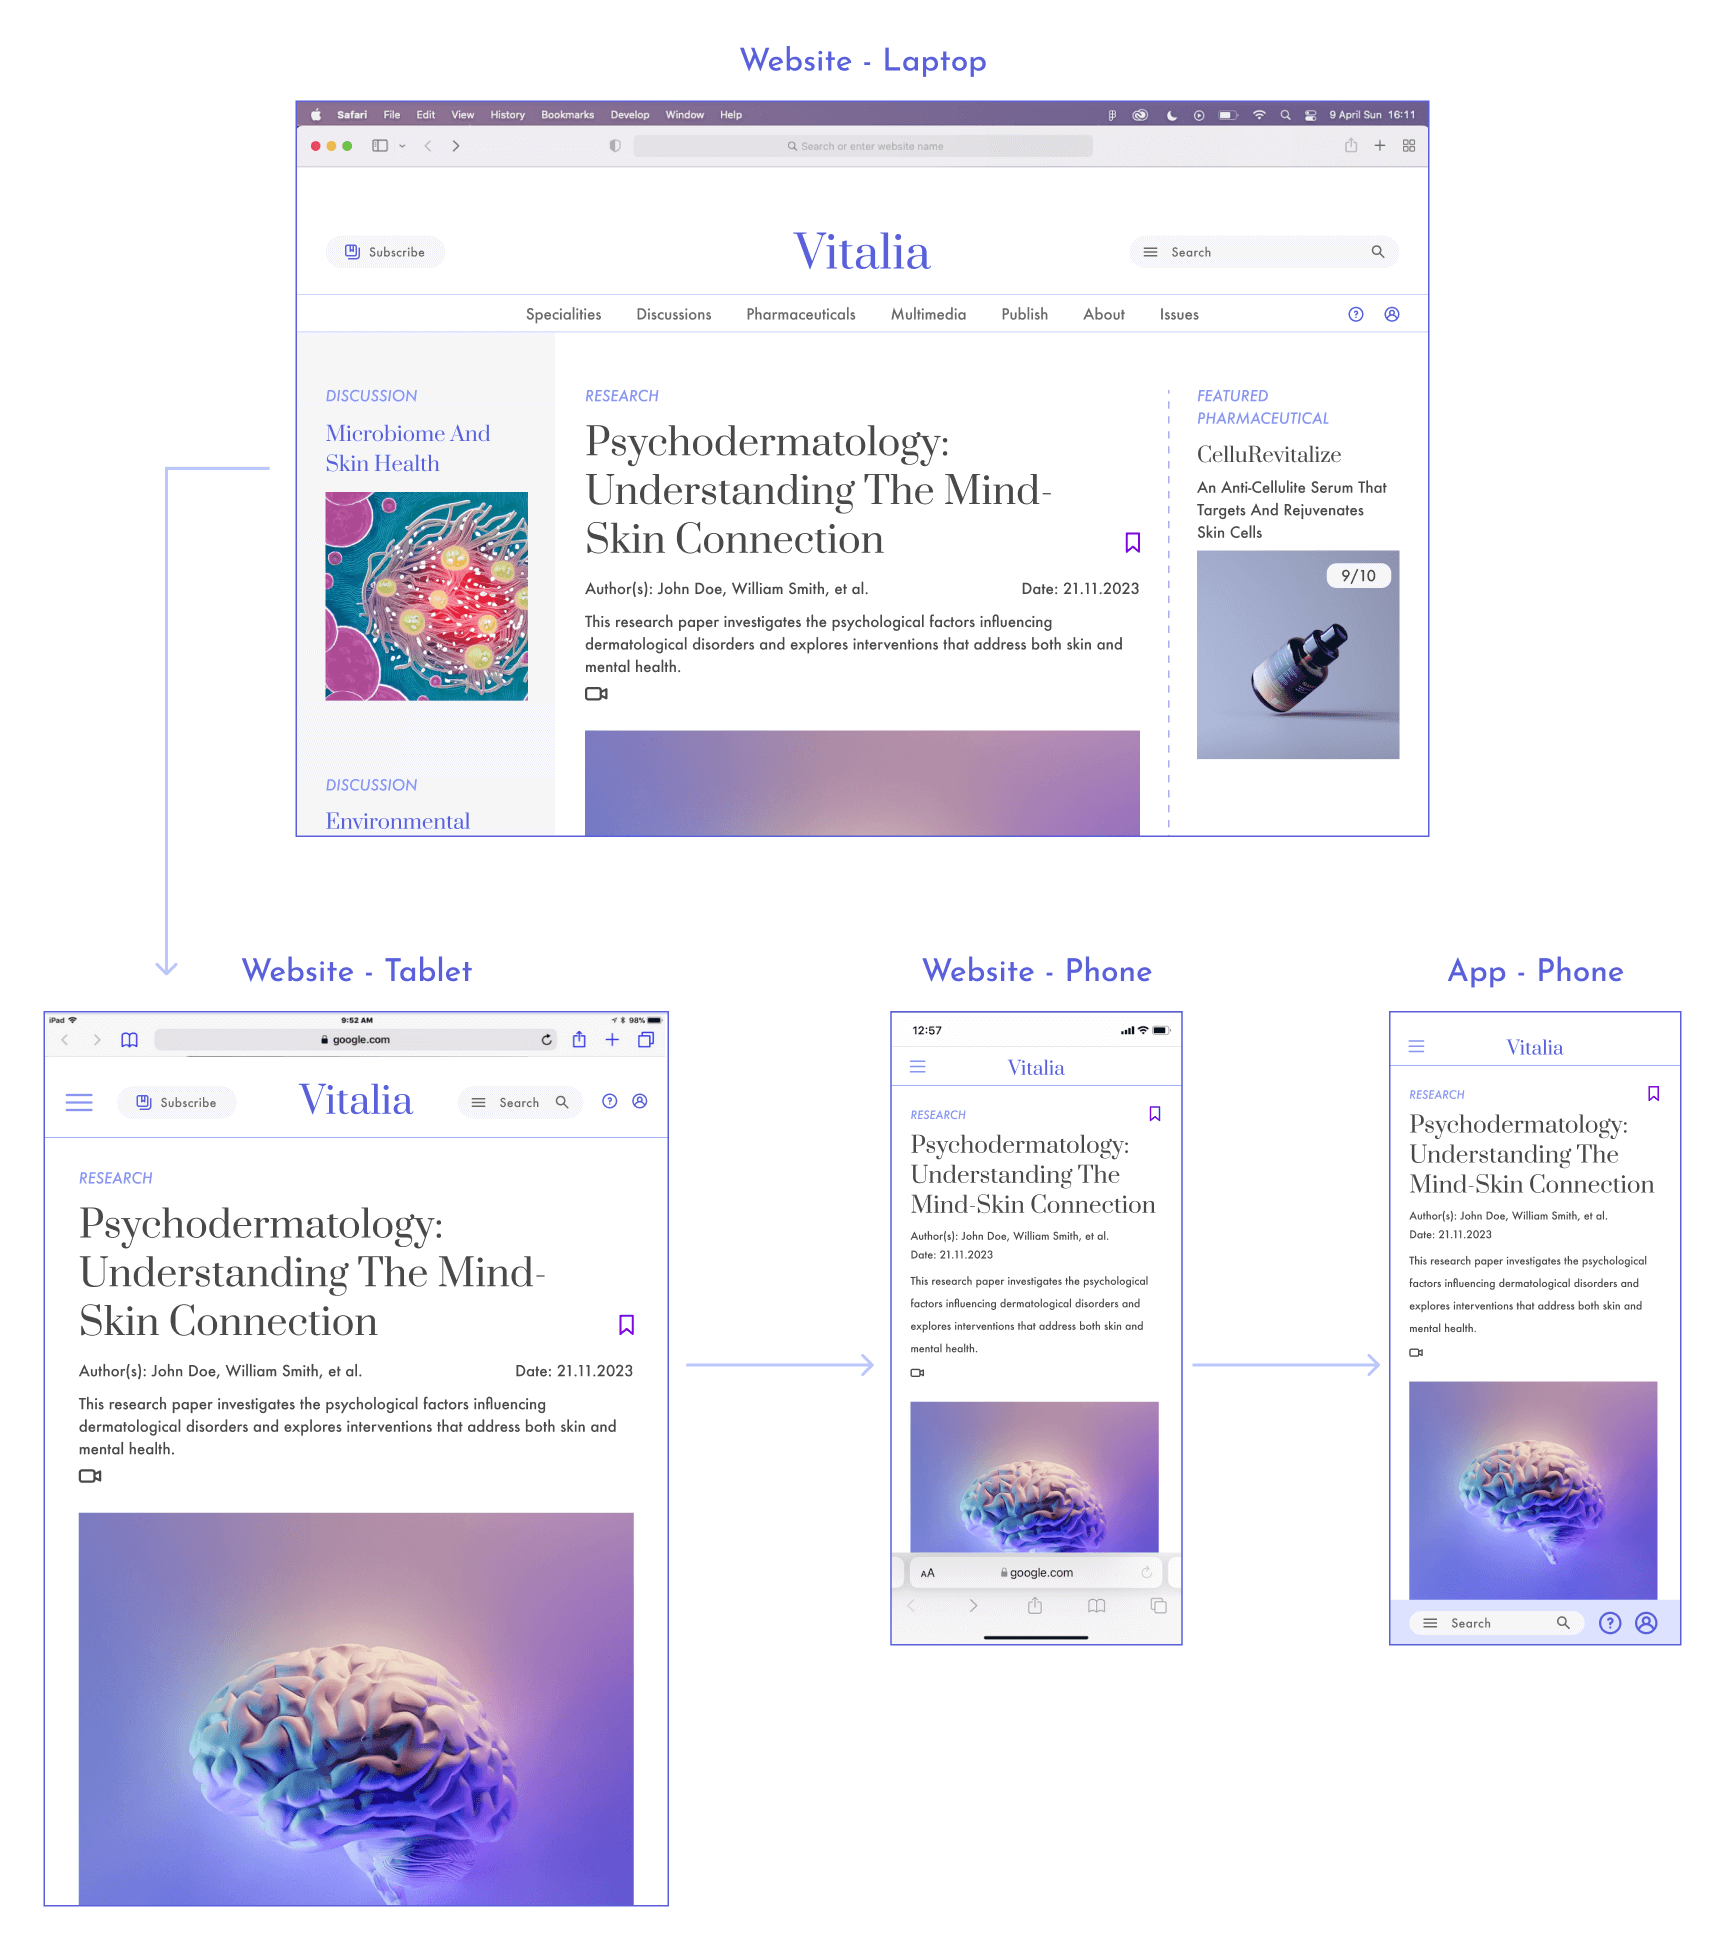 Website - Laptop
Safari File Edit View History Bookmarks Develop Window Help 9 April Sun 16:11
Search or enter website name
Subscribe
Vitalia
Search
Specialities Discussions Pharmaceuticals Multimedia Publish About Issues
DISCUSSION
Microbiome And
Skin Health
DISCUSSION
Environmental
RESEARCH
Psychodermatology:
Understanding The Mind-
Skin Connection
Author(s): John Doe, William Smith, et al. Date: 21.11.2023
This research paper investigates the psychological factors influencing
dermatological disorders and explores interventions that address both skin and
mental health.
FEATURED
PHARMACEUTICAL
CelluRevitalize
An Anti-Cellulite Serum That
Targets And Rejuvenates
Skin Cells
9/10
Website - Tablet
iPad 9:52 AM 98%
google.com
Subscribe
Vitalia
Search
RESEARCH
Psychodermatology:
Understanding The Mind-
Skin Connection
Author(s): John Doe, William Smith, et al. Date: 21.11.2023
This research paper investigates the psychological factors influencing
dermatological disorders and explores interventions that address both skin and
mental health.
Website - Phone
12:57
Vitalia
RESEARCH
Psychodermatology:
Understanding The
Mind-Skin Connection
Author(s): John Doe, William Smith, et al.
Date: 21.11.2023
This research paper investigates the psychological
factors influencing dermatological disorders and
explores interventions that address both skin and
mental health.
AA google.com
App - Phone
Vitalia
RESEARCH
Psychodermatology:
Understanding The
Mind-Skin Connection
Author(s): John Doe, William Smith, et al.
Date: 21.11.2023
This research paper investigates the psychological
factors influencing dermatological disorders and
explores interventions that address both skin and
mental health.
Search